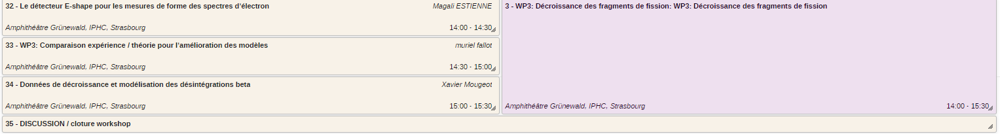 32 - Le détecteur E-shape pour les mesures de forme des spectres d'électron
Magali ESTIENNE
Amphithéâtre Grünewald, IPHC, Strasbourg
14:00 - 14:30
33 - WP3: Comparaison expérience / théorie pour l'amélioration des modèles
muriel fallot
Amphithéâtre Grünewald, IPHC, Strasbourg
14:30 - 15:00
34 - Données de décroissance et modélisation des désintégrations beta
Xavier Mougeot
Amphithéâtre Grünewald, IPHC, Strasbourg
15:00 - 15:30
3 - WP3: Décroissance des fragments de fission: WP3: Décroissance des fragments de fission
Amphithéâtre Grünewald, IPHC, Strasbourg
14:00 - 15:30
35 - DISCUSSION / cloture workshop